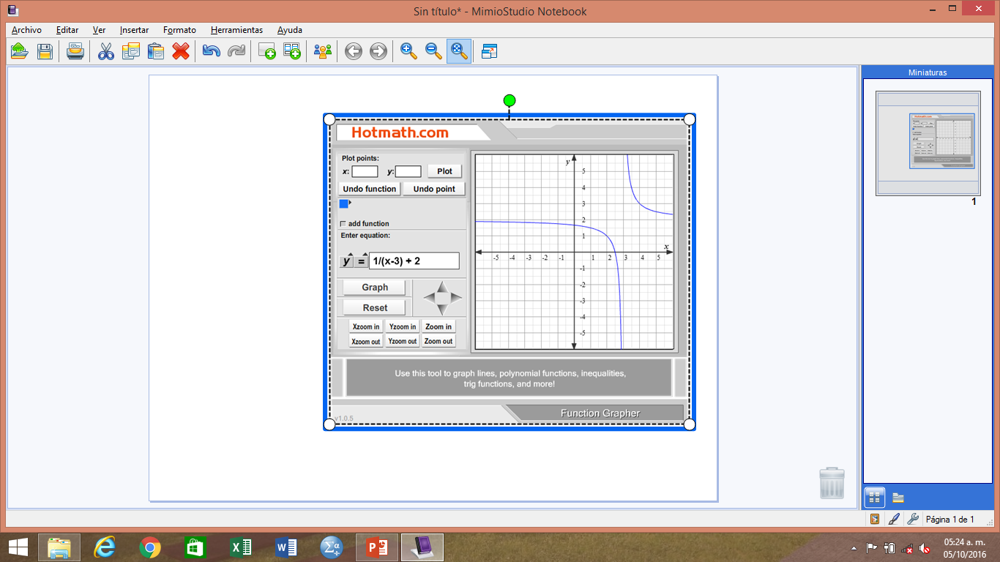 Sin título* - MimioStudio Notebook
Archivo Editar Ver Insertar Formato Herramientas Ayuda
Miniaturas
Hotmath.com
Plot points:
x: y: Plot
Undo function Undo point
add function
Enter equation:
y = 1/(x-3) + 2
Graph
Reset
Xzoom in Yzoom in Zoom in
Xzoom out Yzoom out Zoom out
y
5
4
3
2
1
x
-5 -4 -3 -2 -1 1 2 3 4 5
-1
-2
-3
-4
-5
Use this tool to graph lines, polynomial functions, inequalities,
trig functions, and more!
v1.0.5
Function Grapher
1
Página 1 de 1
05:24 a. m.
05/10/2016